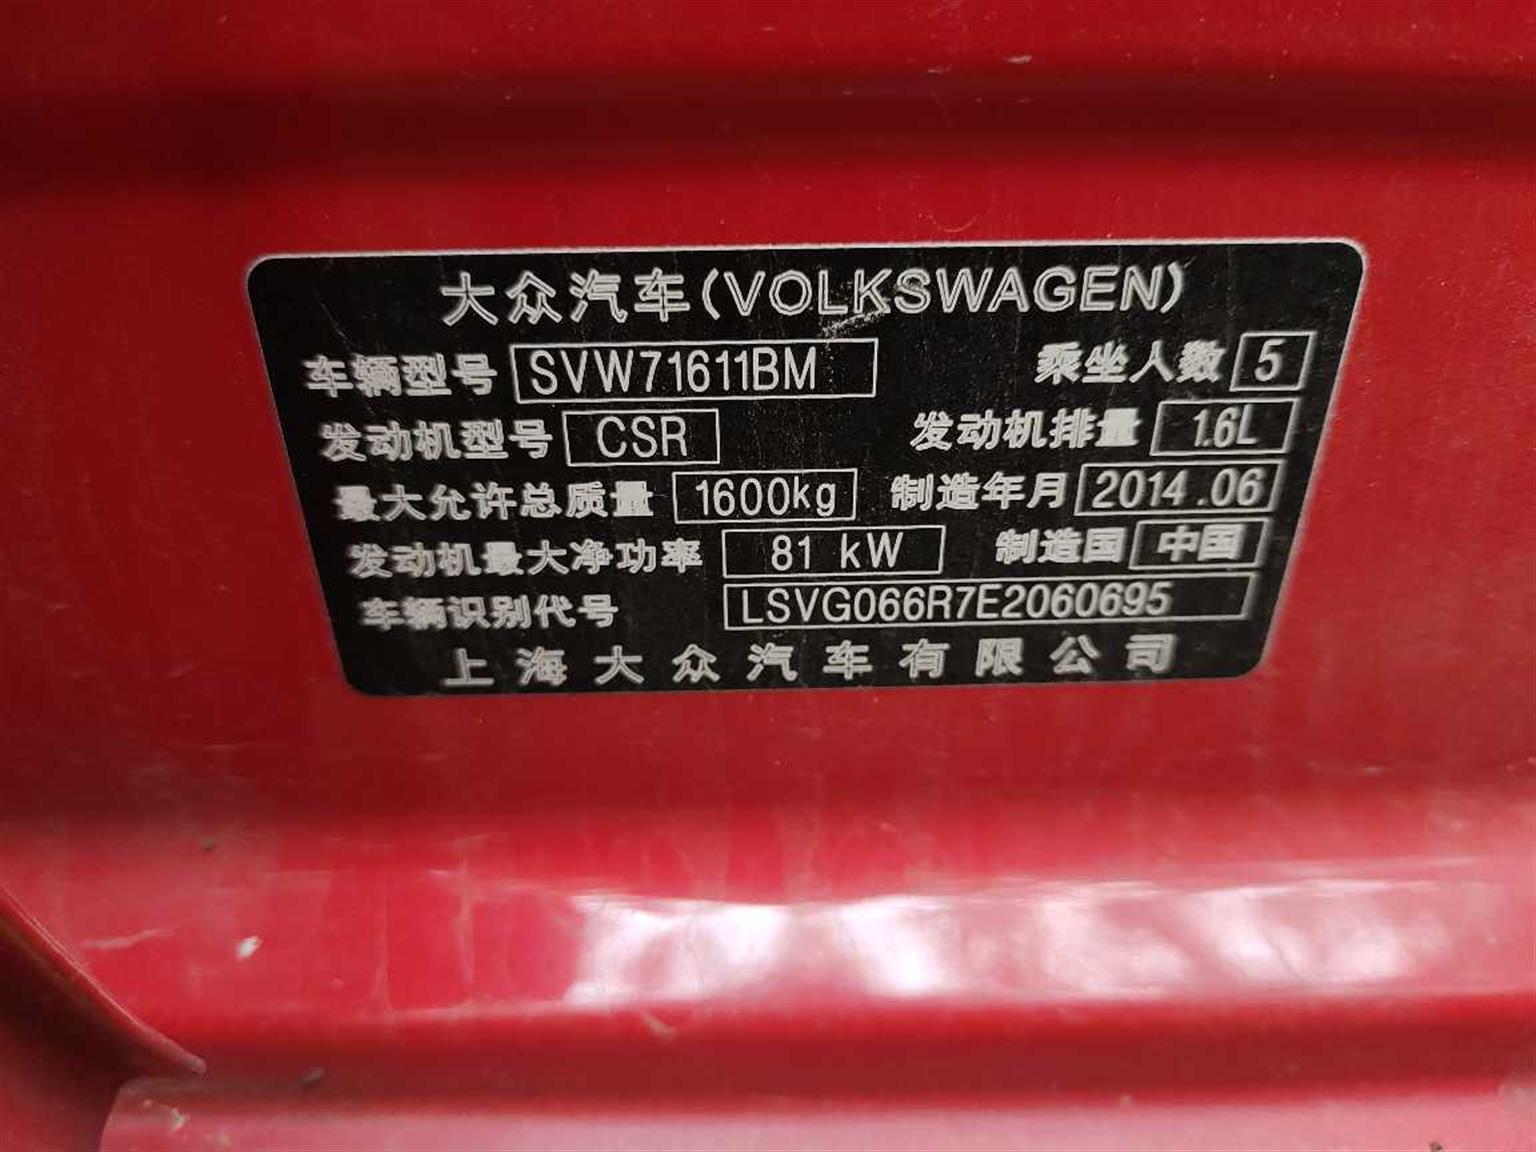 大众汽车(VOLKSWAGEN)
车辆型号 SVW71611BM 乘坐人数 5
发动机型号 CSR 发动机排量 1.6L
最大允许总质量 1600kg 制造年月 2014.06
发动机最大净功率 81 kW 制造国 中国
车辆识别代号 LSVG066R7E2060695
上海大众汽车有限公司